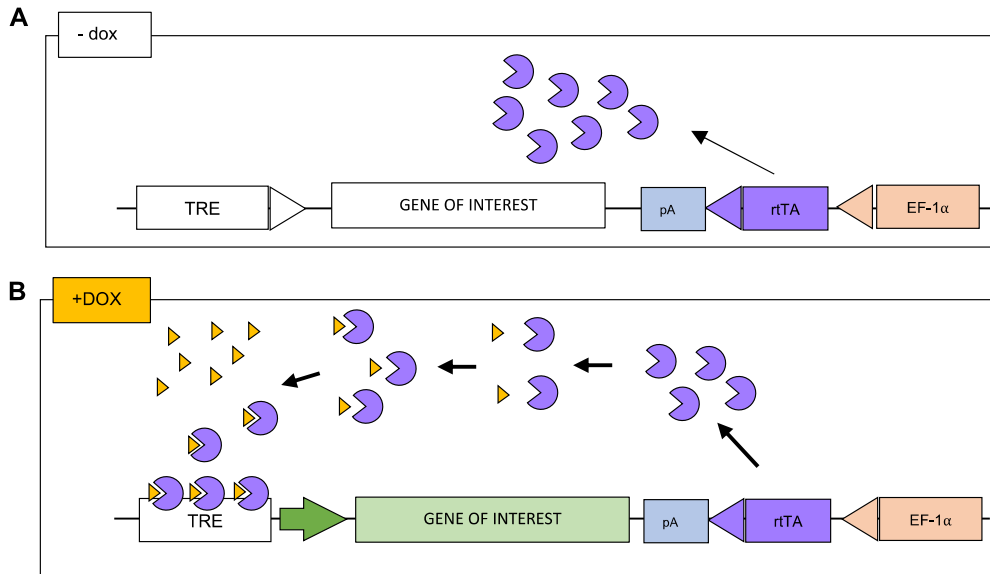 A
- dox
TRE
GENE OF INTEREST
pA
rtTA
EF-1α
B
+DOX
TRE
GENE OF INTEREST
pA
rtTA
EF-1α